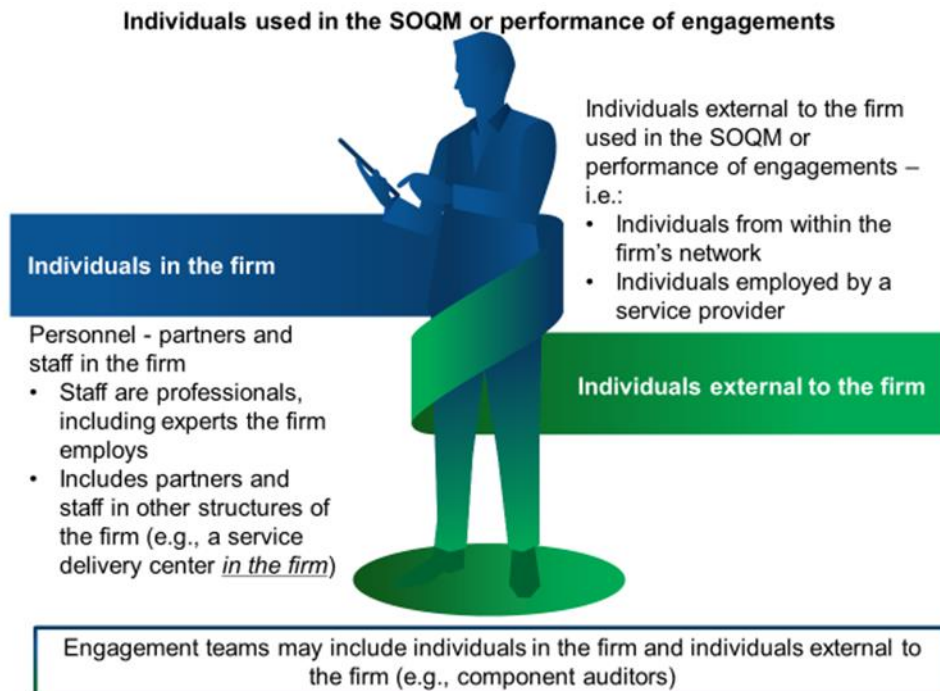 Individuals used in the SOQM or performance of engagements
Individuals in the firm
Personnel - partners and
staff in the firm
• Staff are professionals,
including experts the firm
employs
• Includes partners and
staff in other structures of
the firm (e.g., a service
delivery center in the firm)
Individuals external to the firm
used in the SOQM or
performance of engagements –
i.e.:
• Individuals from within the
firm's network
• Individuals employed by a
service provider
Individuals external to the firm
Engagement teams may include individuals in the firm and individuals external to
the firm (e.g., component auditors)